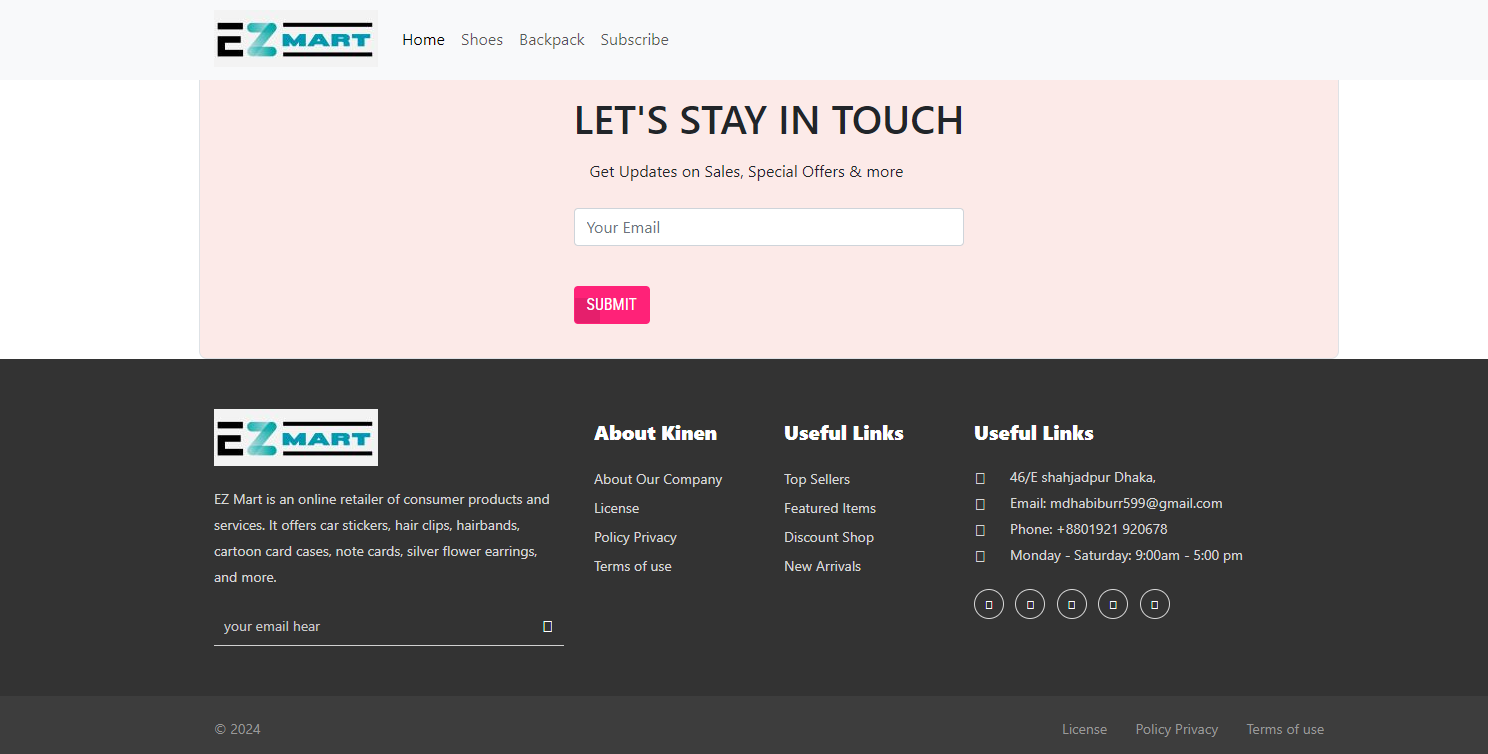 EZ MART
Home Shoes Backpack Subscribe
LET'S STAY IN TOUCH
Get Updates on Sales, Special Offers & more
Your Email
SUBMIT
EZ MART
EZ Mart is an online retailer of consumer products and
services. It offers car stickers, hair clips, hairbands,
cartoon card cases, note cards, silver flower earrings,
and more.
your email hear
About Kinen
About Our Company
License
Policy Privacy
Terms of use
Useful Links
Top Sellers
Featured Items
Discount Shop
New Arrivals
Useful Links
46/E shahjadpur Dhaka,
Email: mdhabiburr599@gmail.com
Phone: +8801921 920678
Monday - Saturday: 9:00am - 5:00 pm
© 2024
License Policy Privacy Terms of use